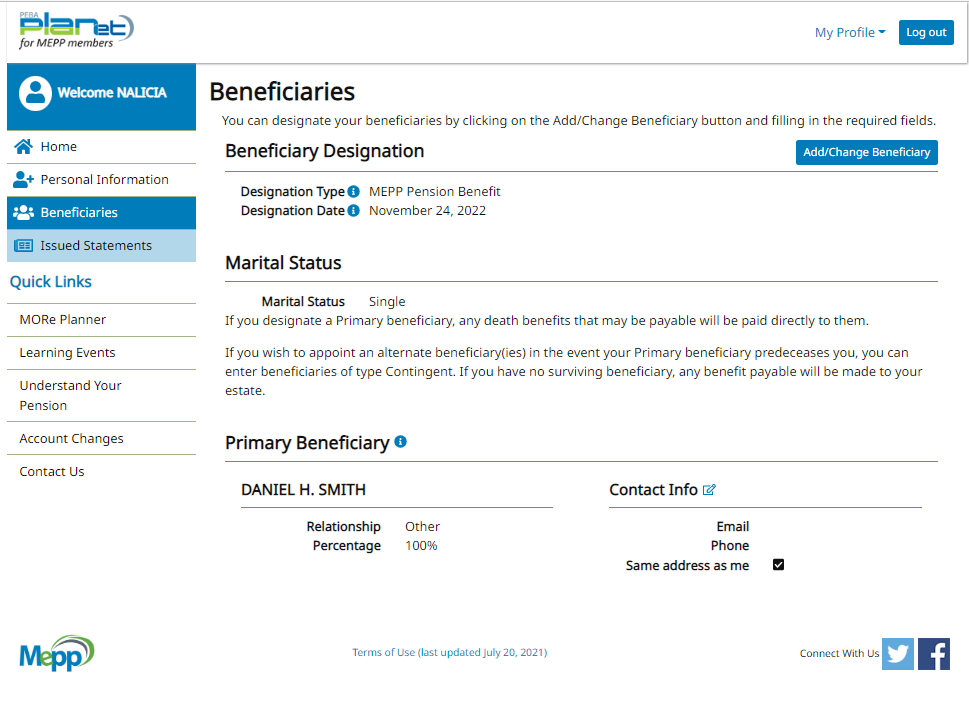 PEBA
planet
for MEPP members
My Profile
Log out
Welcome NALICIA
Home
Personal Information
Beneficiaries
Issued Statements
Quick Links
MORe Planner
Learning Events
Understand Your
Pension
Account Changes
Contact Us
Beneficiaries
You can designate your beneficiaries by clicking on the Add/Change Beneficiary button and filling in the required fields.
Beneficiary Designation
Add/Change Beneficiary
Designation Type MEPP Pension Benefit
Designation Date November 24, 2022
Marital Status
Marital Status Single
If you designate a Primary beneficiary, any death benefits that may be payable will be paid directly to them.
If you wish to appoint an alternate beneficiary(ies) in the event your Primary beneficiary predeceases you, you can
enter beneficiaries of type Contingent. If you have no surviving beneficiary, any benefit payable will be made to your
estate.
Primary Beneficiary
DANIEL H. SMITH
Relationship Other
Percentage 100%
Contact Info
Email
Phone
Same address as me
Mepp
Terms of Use (last updated July 20, 2021)
Connect With Us